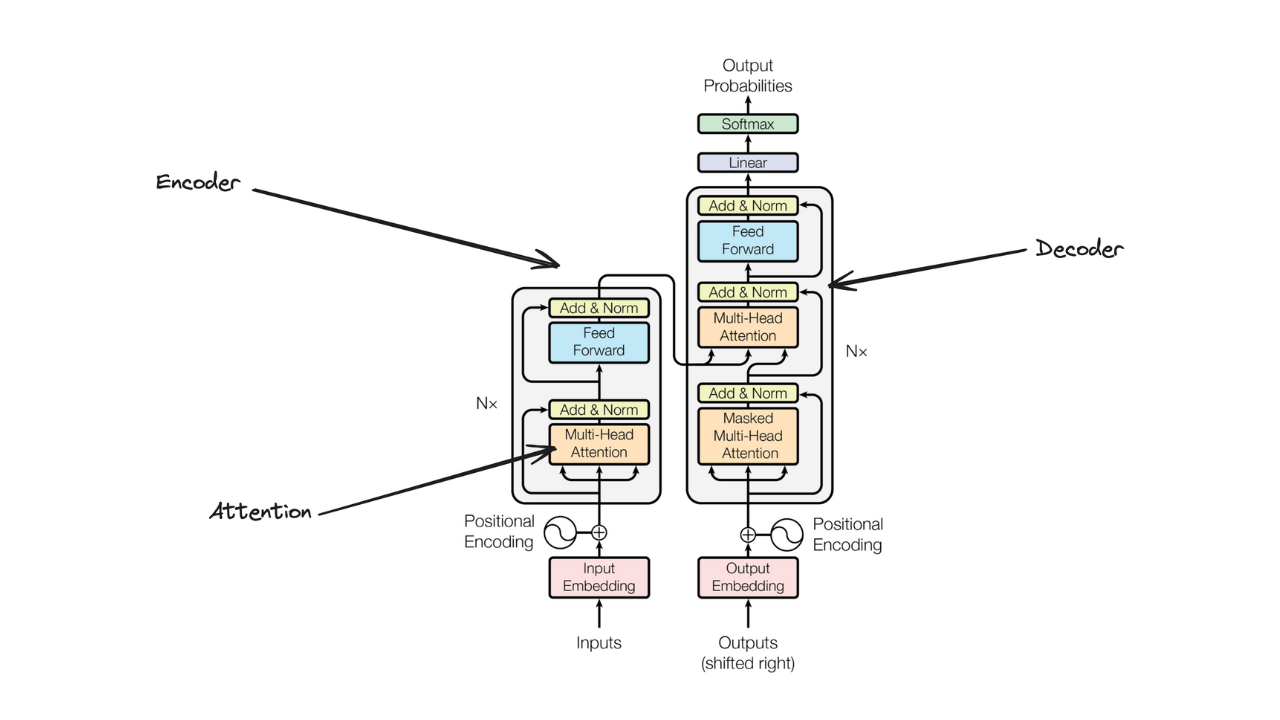 Output
Probabilities
Softmax
Linear
Encoder
Add & Norm
Feed
Forward
Decoder
Add & Norm
Multi-Head
Attention
Nx
Add & Norm
Masked
Multi-Head
Attention
Add & Norm
Feed
Forward
Nx
Add & Norm
Multi-Head
Attention
Attention
Positional
Encoding
Positional
Encoding
Input
Embedding
Output
Embedding
Inputs
Outputs
(shifted right)